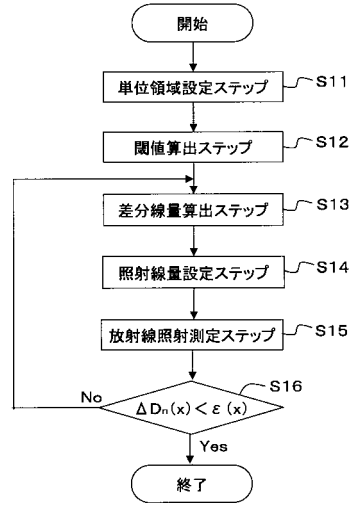 開始
単位領域設定ステップ
S11
閾値算出ステップ
S12
差分線量算出ステップ
S13
照射線量設定ステップ
S14
放射線照射測定ステップ
S15
S16
ΔDn(x)<ε(x)
No
Yes
終了